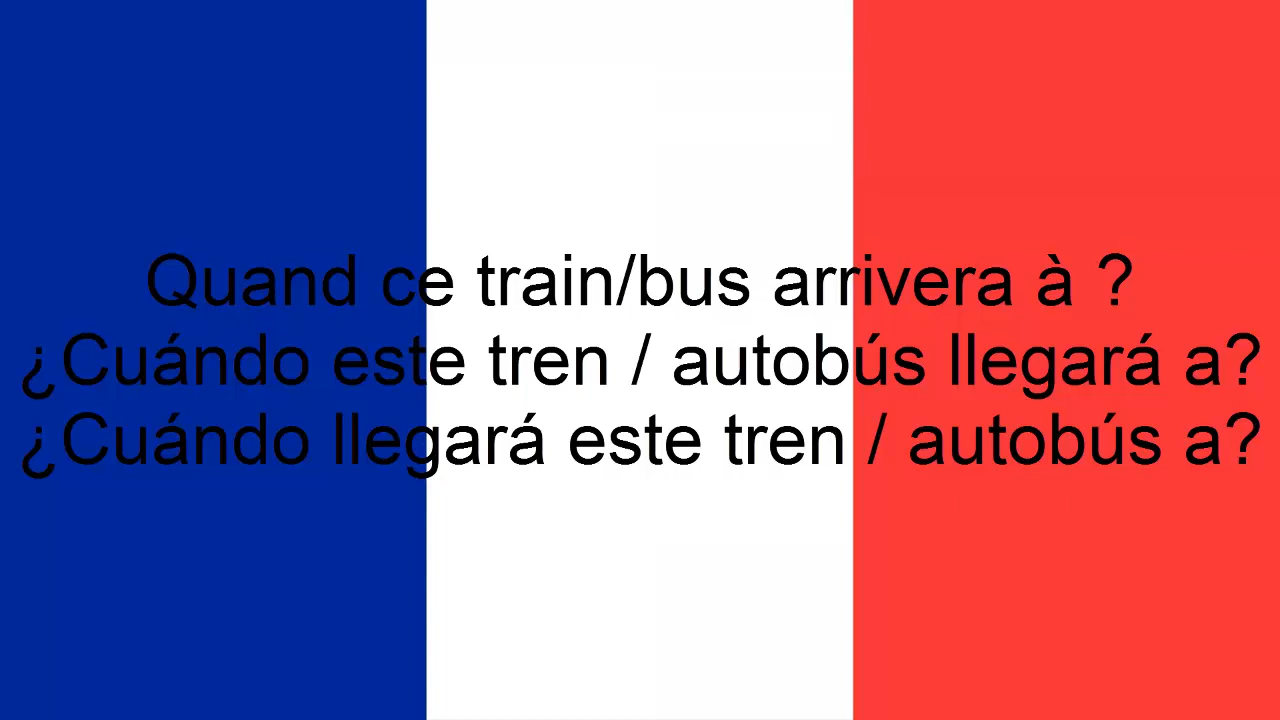 Quand ce train/bus arrivera à ?
¿Cuándo este tren / autobús llegará a?
¿Cuándo llegará este tren / autobús a?